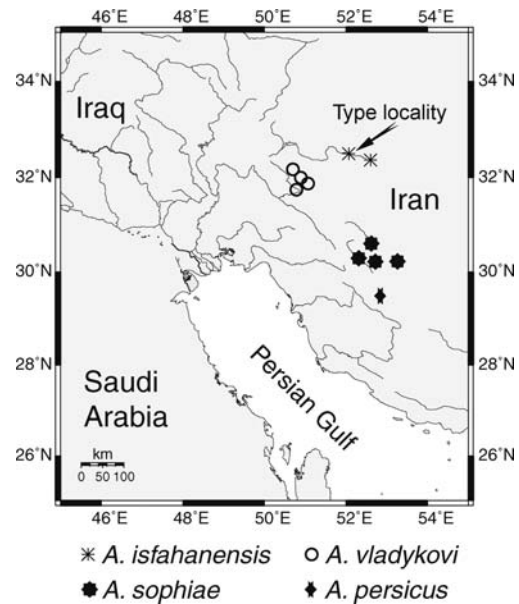 46˚E 48˚E 50˚E 52˚E 54˚E
34˚N 34˚N
Iraq
Type locality
32˚N 32˚N
Iran
30˚N 30˚N
28˚N 28˚N
Persian Gulf
Saudi
Arabia
26˚N 26˚N
km
0 50 100
46˚E 48˚E 50˚E 52˚E 54˚E
A. isfahanensis A. vladykovi
A. sophiae A. persicus